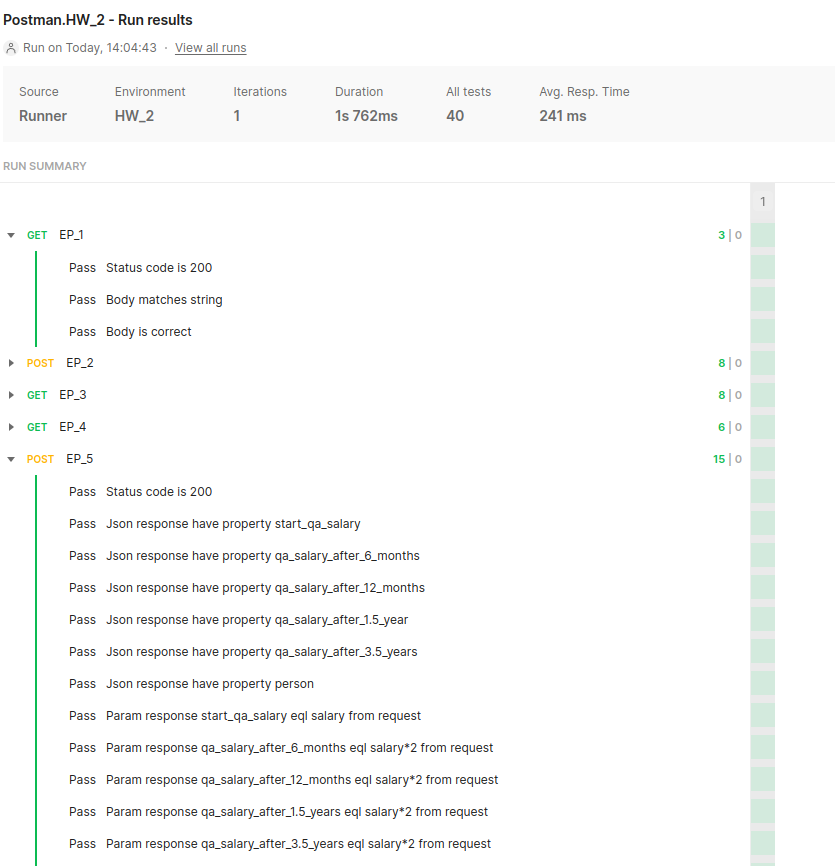 Postman.HW_2 - Run results
Run on Today, 14:04:43 · View all runs
Source Environment Iterations Duration All tests Avg. Resp. Time
Runner HW_2 1 1s 762ms 40 241 ms
RUN SUMMARY
1
GET EP_1 3 | 0
Pass Status code is 200
Pass Body matches string
Pass Body is correct
POST EP_2 8 | 0
GET EP_3 8 | 0
GET EP_4 6 | 0
POST EP_5 15 | 0
Pass Status code is 200
Pass Json response have property start_qa_salary
Pass Json response have property qa_salary_after_6_months
Pass Json response have property qa_salary_after_12_months
Pass Json response have property qa_salary_after_1.5_year
Pass Json response have property qa_salary_after_3.5_years
Pass Json response have property person
Pass Param response start_qa_salary eql salary from request
Pass Param response qa_salary_after_6_months eql salary*2 from request
Pass Param response qa_salary_after_12_months eql salary*2 from request
Pass Param response qa_salary_after_1.5_years eql salary*2 from request
Pass Param response qa_salary_after_3.5_years eql salary*2 from request